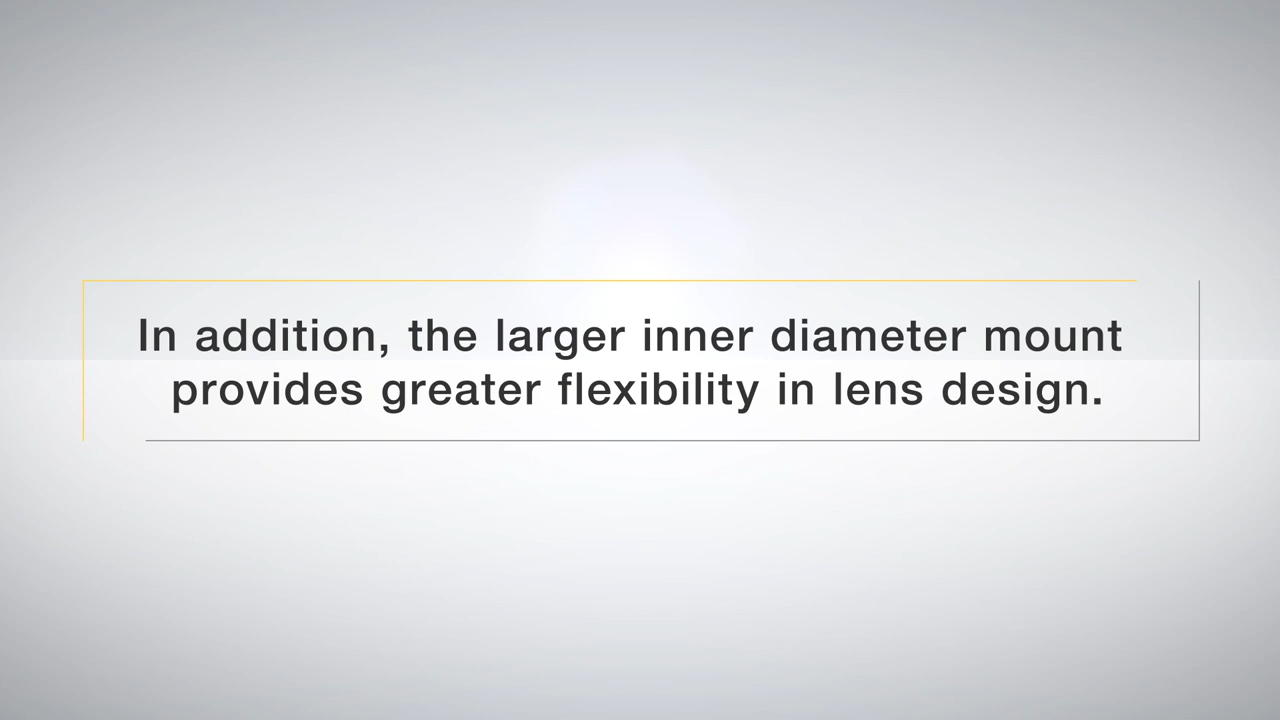 In addition, the larger inner diameter mount
provides greater flexibility in lens design.